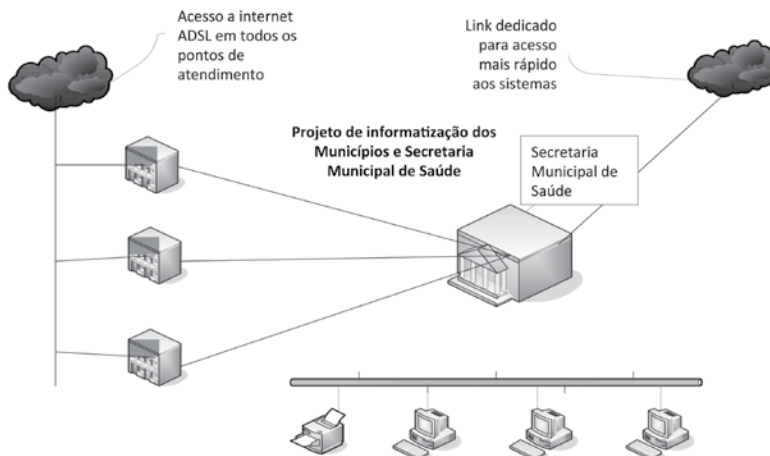 Acesso a internet
ADSL em todos os
pontos de
atendimento
Link dedicado
para acesso
mais rápido
aos sistemas
Projeto de informatização dos
Municípios e Secretaria
Municipal de Saúde
Secretaria
Municipal de
Saúde